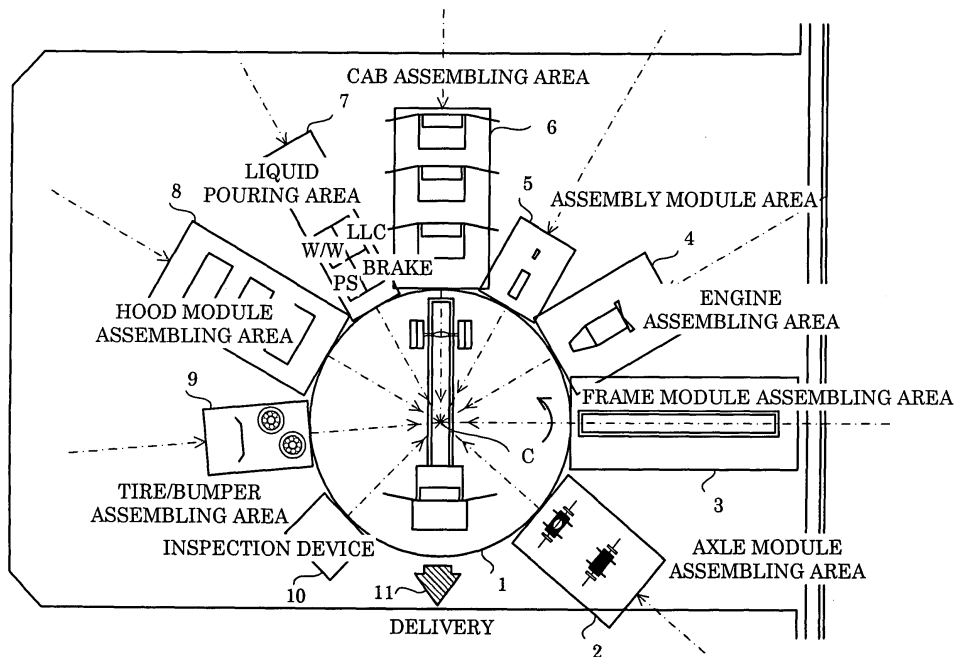 CAB ASSEMBLING AREA
7
6
LIQUID
POURING AREA
8
5
ASSEMBLY MODULE AREA
LLC
W/W
4
BRAKE
PS
HOOD MODULE
ASSEMBLING AREA
ENGINE
ASSEMBLING AREA
9
FRAME MODULE ASSEMBLING AREA
C
3
TIRE/BUMPER
ASSEMBLING AREA
INSPECTION DEVICE
AXLE MODULE
ASSEMBLING AREA
10
11
1
DELIVERY
2